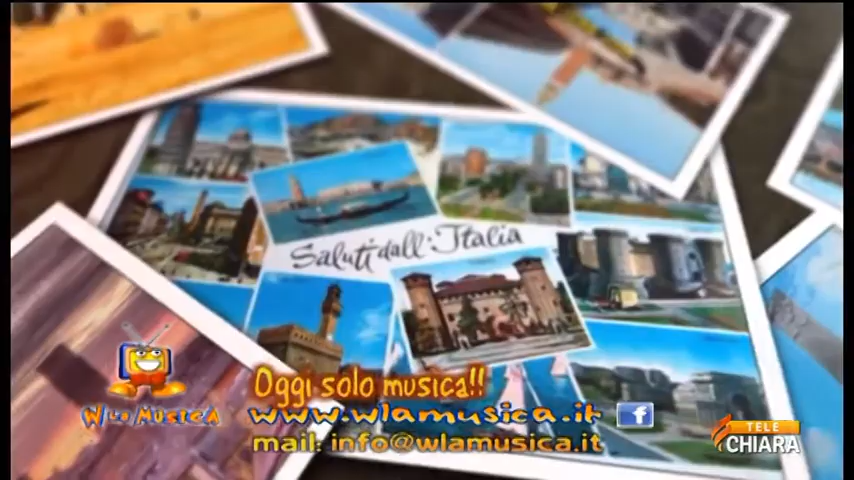 Saluti dall'Italia
Oggi solo musica!!
W LA MUSICA
www.wlamusica.it
mail: info@wlamusica.it
f
TELE
CHIARA